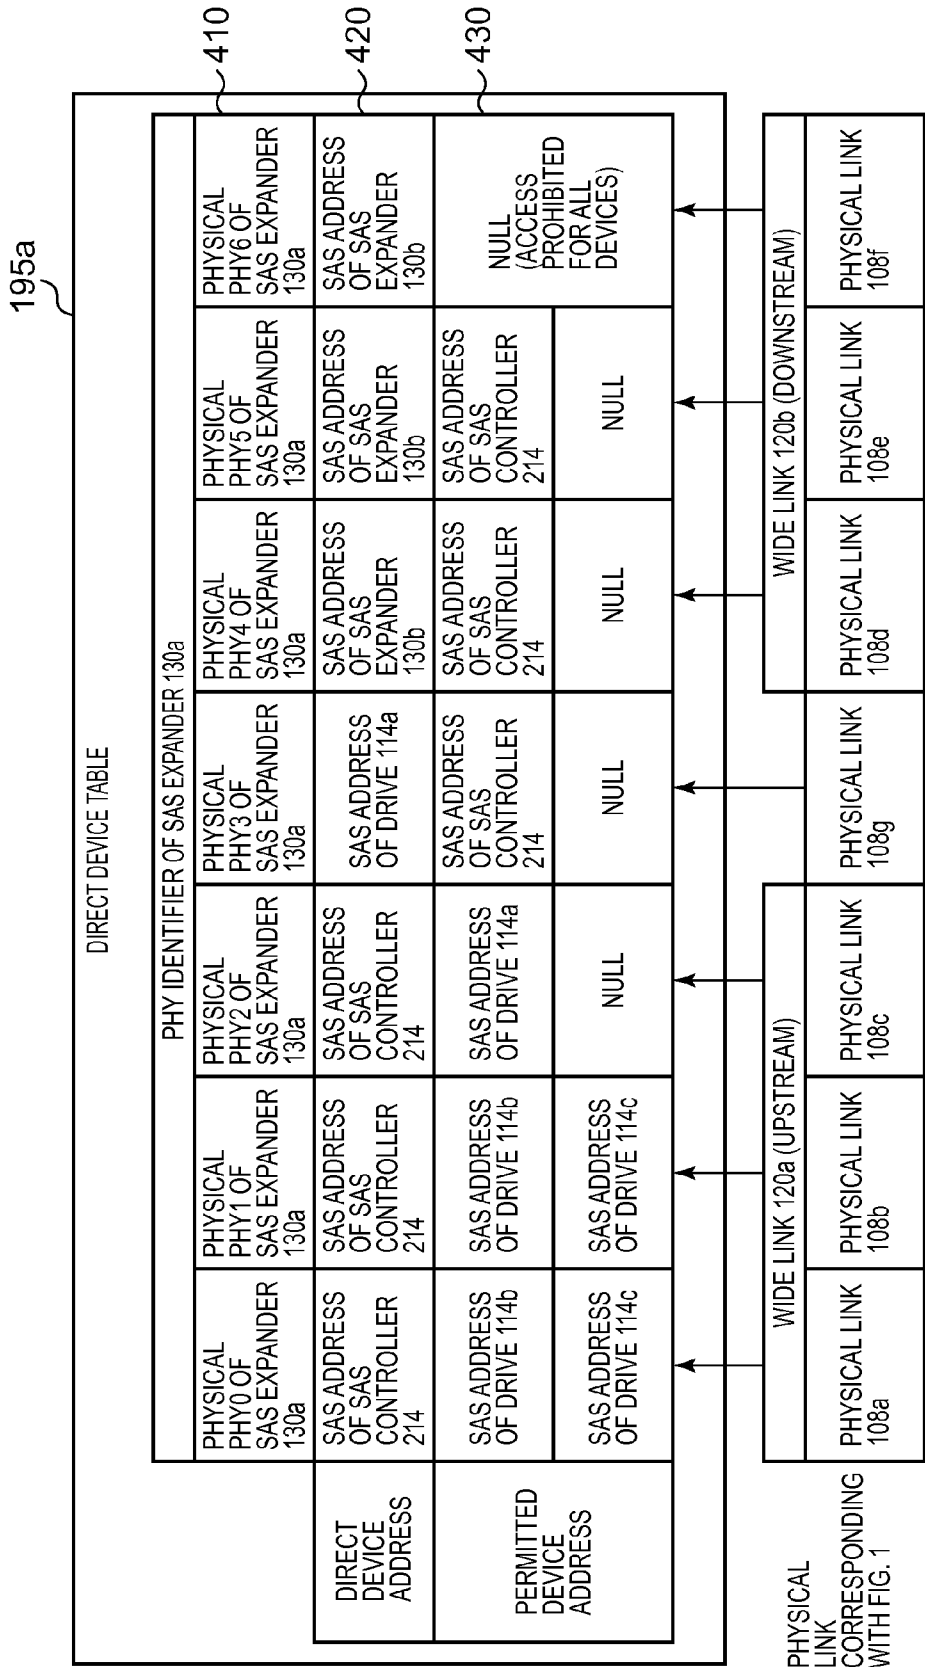 195a
DIRECT DEVICE TABLE
PHY IDENTIFIER OF SAS EXPANDER 130a
PHYSICAL
PHY0 OF
SAS EXPANDER
130a
PHYSICAL
PHY1 OF
SAS EXPANDER
130a
PHYSICAL
PHY2 OF
SAS EXPANDER
130a
PHYSICAL
PHY3 OF
SAS EXPANDER
130a
PHYSICAL
PHY4 OF
SAS EXPANDER
130a
PHYSICAL
PHY5 OF
SAS EXPANDER
130a
PHYSICAL
PHY6 OF
SAS EXPANDER
130a
410
DIRECT
DEVICE
ADDRESS
SAS ADDRESS
OF SAS
CONTROLLER
214
SAS ADDRESS
OF SAS
CONTROLLER
214
SAS ADDRESS
OF SAS
CONTROLLER
214
SAS ADDRESS
OF DRIVE 114a
SAS ADDRESS
OF SAS
EXPANDER
130b
SAS ADDRESS
OF SAS
EXPANDER
130b
SAS ADDRESS
OF SAS
EXPANDER
130b
420
PERMITTED
DEVICE
ADDRESS
SAS ADDRESS
OF DRIVE 114b
SAS ADDRESS
OF DRIVE 114b
SAS ADDRESS
OF DRIVE 114a
SAS ADDRESS
OF SAS
CONTROLLER
214
SAS ADDRESS
OF SAS
CONTROLLER
214
SAS ADDRESS
OF SAS
CONTROLLER
214
NULL
(ACCESS
PROHIBITED
FOR ALL
DEVICES)
430
SAS ADDRESS
OF DRIVE 114c
SAS ADDRESS
OF DRIVE 114c
NULL
NULL
NULL
NULL
PHYSICAL
LINK
CORRESPONDING
WITH FIG. 1
WIDE LINK 120a (UPSTREAM)
WIDE LINK 120b (DOWNSTREAM)
PHYSICAL LINK
108a
PHYSICAL LINK
108b
PHYSICAL LINK
108c
PHYSICAL LINK
108g
PHYSICAL LINK
108d
PHYSICAL LINK
108e
PHYSICAL LINK
108f